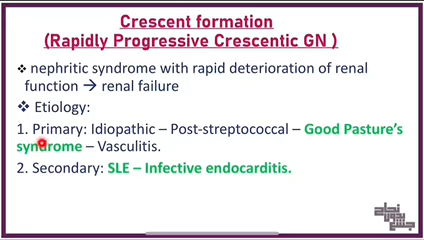 Crescent formation
(Rapidly Progressive Crescentic GN )
❖ nephritic syndrome with rapid deterioration of renal
function → renal failure
❖ Etiology:
1. Primary: Idiopathic – Post-streptococcal – Good Pasture's
syndrome – Vasculitis.
2. Secondary: SLE – Infective endocarditis.